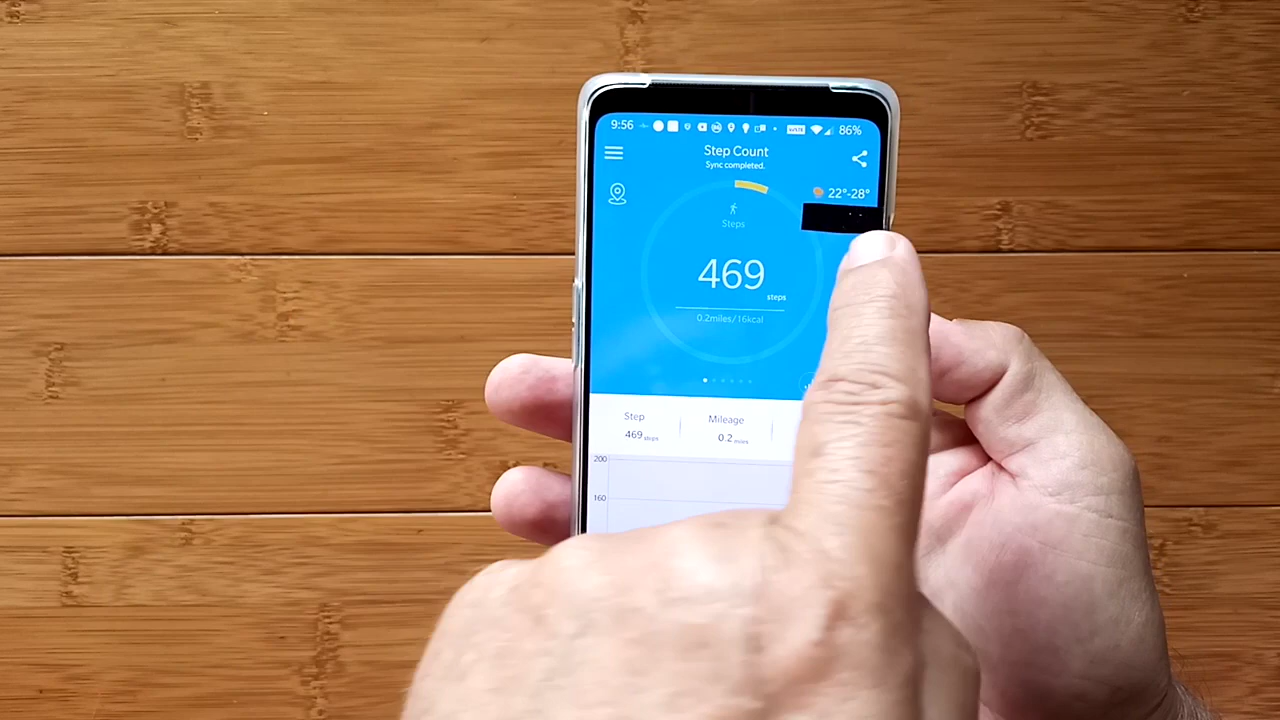 9:56 VoLTE 86%
Step Count
Sync completed.
22°-28°
Steps
469
steps
0.2miles/16kcal
Step Mileage
469 steps 0.2 miles
200
160